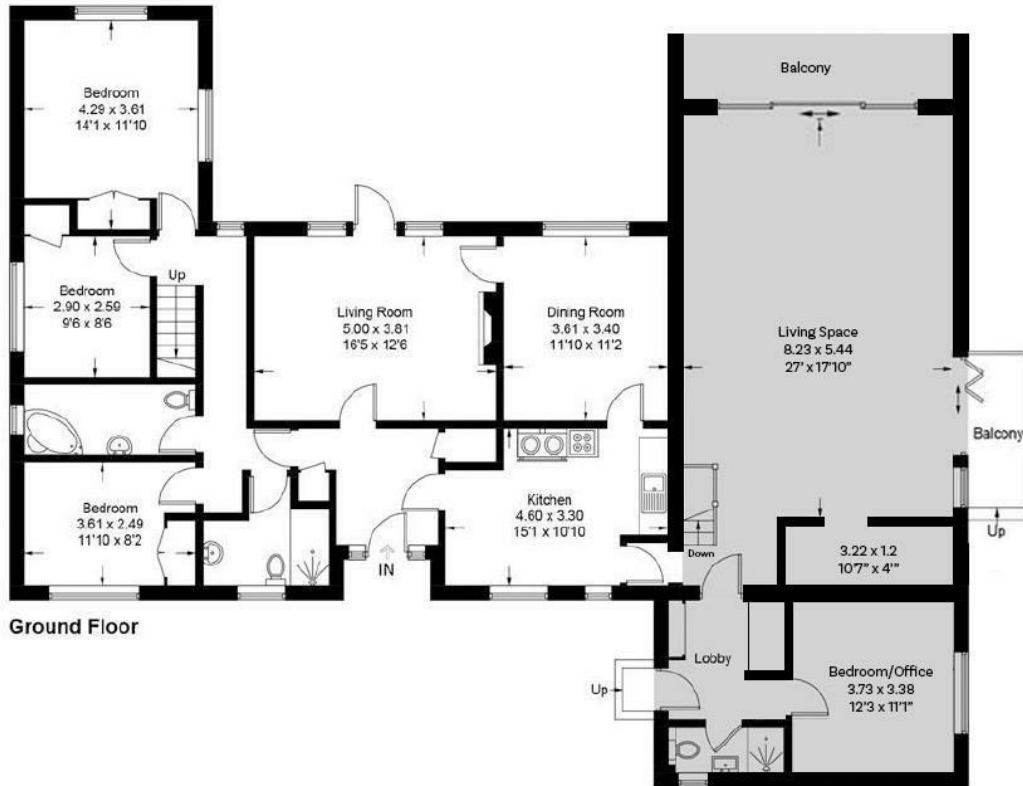 Balcony
Bedroom
4.29 x 3.61
14'1 x 11'10
Up
Bedroom
2.90 x 2.59
9'6 x 8'6
Living Room
5.00 x 3.81
16'5 x 12'6
Dining Room
3.61 x 3.40
11'10 x 11'2
Living Space
8.23 x 5.44
27' x 17'10"
Balcony
Up
Bedroom
3.61 x 2.49
11'10 x 8'2
Kitchen
4.60 x 3.30
15'1 x 10'10
Down
3.22 x 1.2
10'7" x 4'"
IN
Ground Floor
Lobby
Up
Bedroom/Office
3.73 x 3.38
12'3 x 11'1"